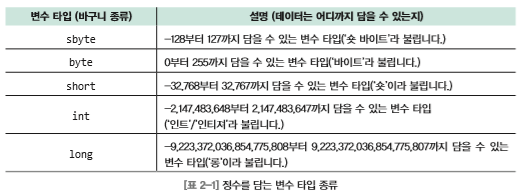 변수 타입 (바구니 종류) 설명 (데이터는 어디까지 담을 수 있는지)
sbyte -128부터 127까지 담을 수 있는 변수 타입('숏 바이트'라 불립니다.)
byte 0부터 255까지 담을 수 있는 변수 타입('바이트'라 불립니다.)
short -32,768부터 32,767까지 담을 수 있는 변수 타입('숏'이라 불립니다.)
int -2,147,483,648부터 2,147,483,647까지 담을 수 있는 변수 타입
('인트'/'인티져'라 불립니다.)
long -9,223,372,036,854,775,808부터 9,223,372,036,854,775,807까지 담을 수 있는
변수 타입('롱'이라 불립니다.)
[표 2-1] 정수를 담는 변수 타입 종류